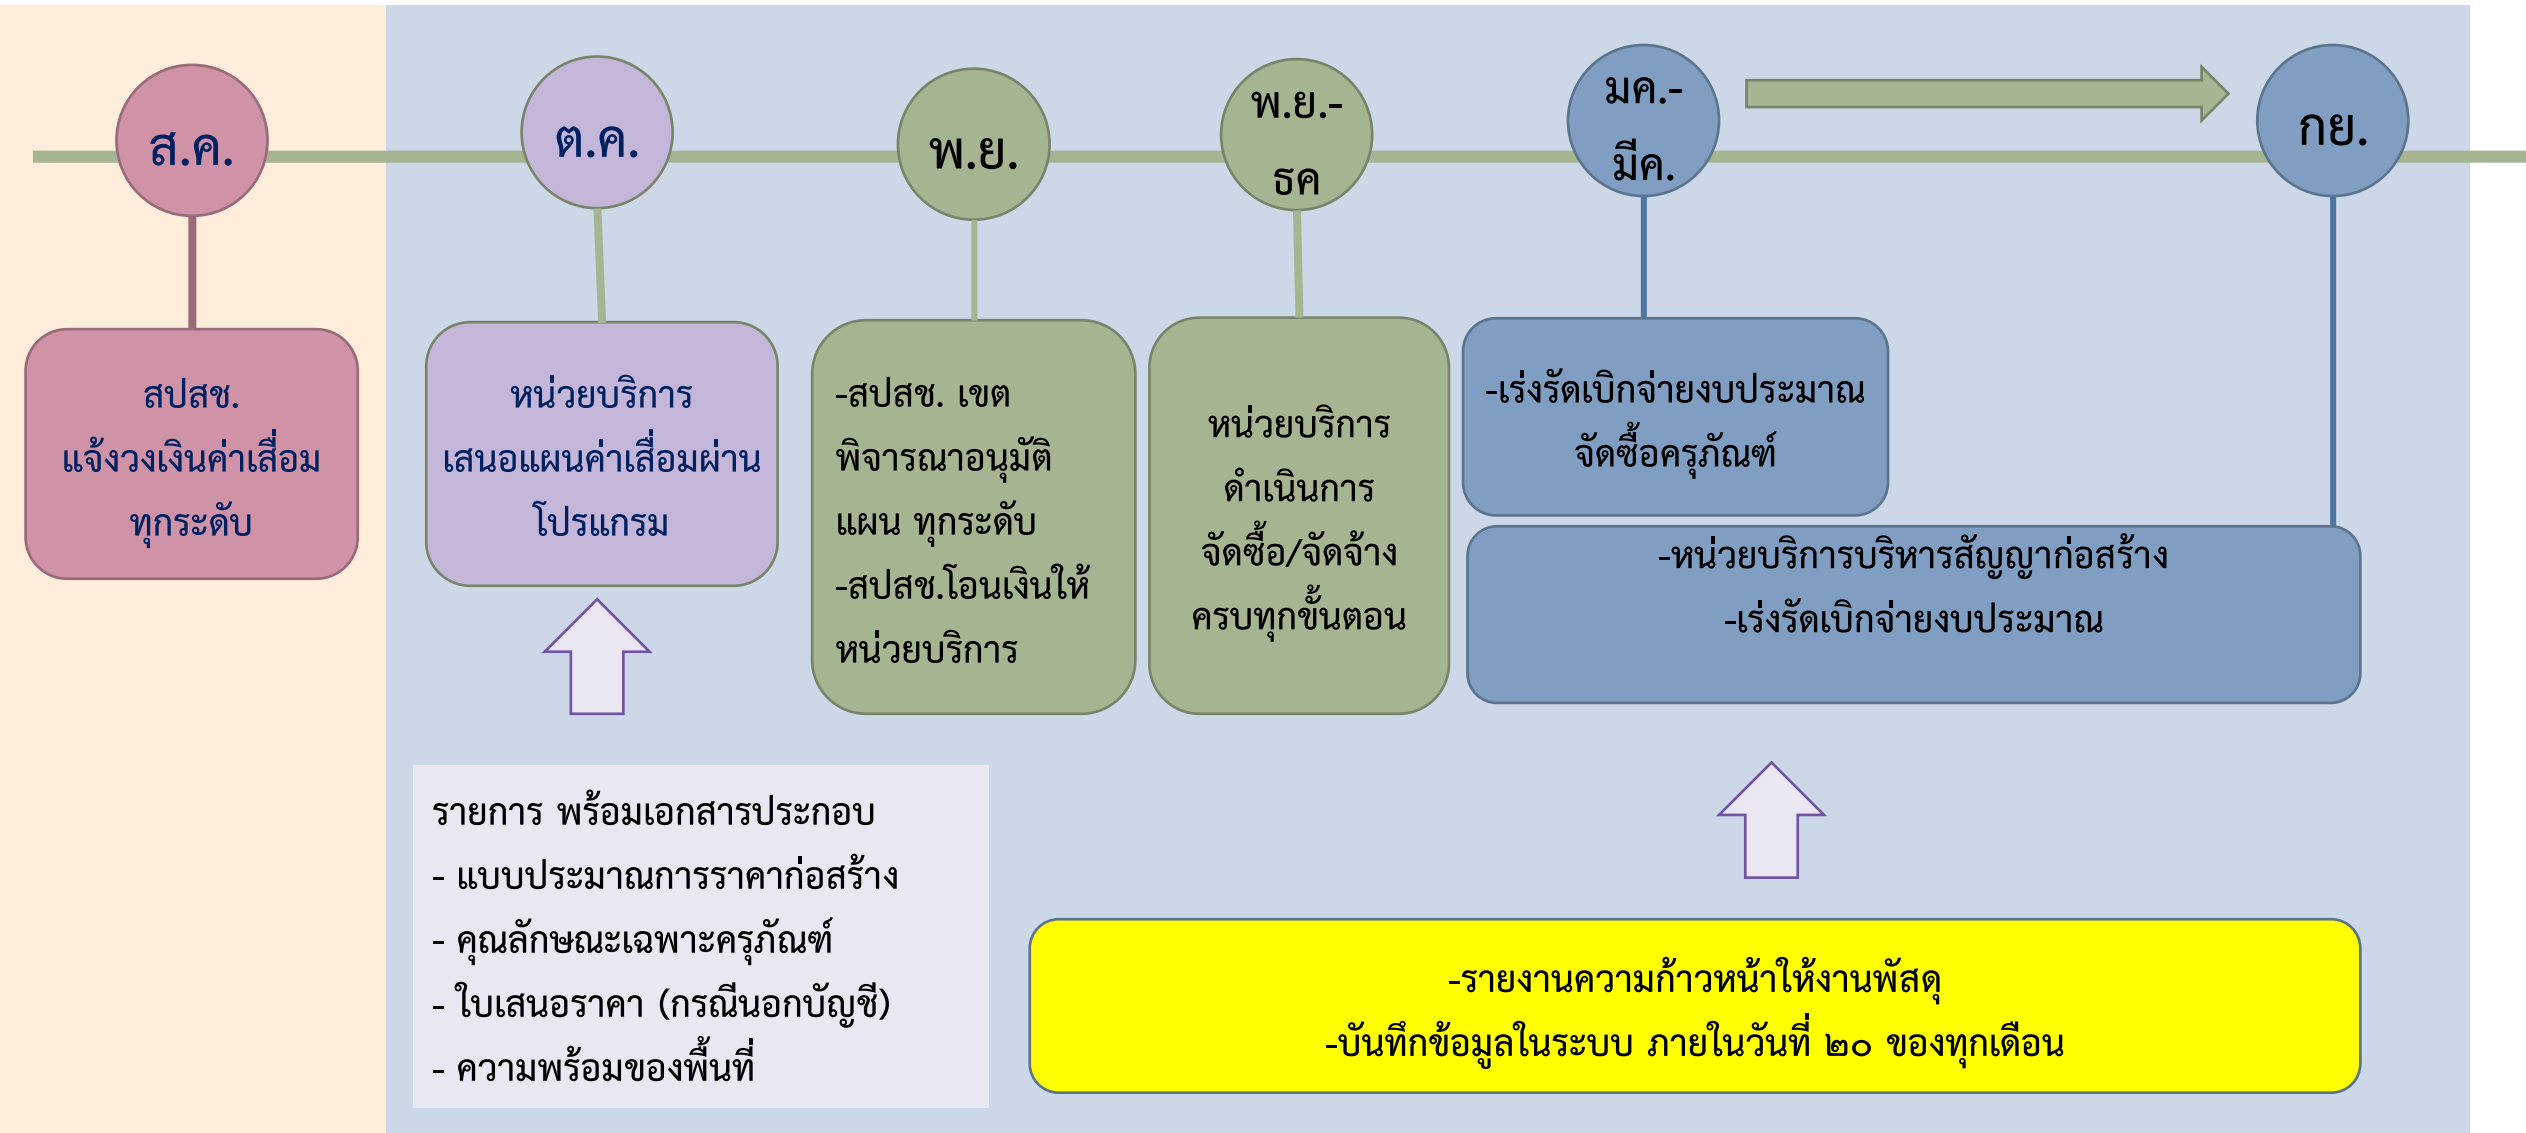 ส.ค.
ต.ค.
พ.ย.
พ.ย.-
ธค
มค.-
มีค.
กย.
สปสช.
แจ้งวงเงินค่าเสื่อม
ทุกระดับ
หน่วยบริการ
เสนอแผนค่าเสื่อมผ่าน
โปรแกรม
-สปสช. เขต
พิจารณาอนุมัติ
แผน ทุกระดับ
-สปสช.โอนเงินให้
หน่วยบริการ
หน่วยบริการ
ดำเนินการ
จัดซื้อ/จัดจ้าง
ครบทุกขั้นตอน
-เร่งรัดเบิกจ่ายงบประมาณ
จัดซื้อครุภัณฑ์
-หน่วยบริการบริหารสัญญาก่อสร้าง
-เร่งรัดเบิกจ่ายงบประมาณ
รายการ พร้อมเอกสารประกอบ
- แบบประมาณการราคาก่อสร้าง
- คุณลักษณะเฉพาะครุภัณฑ์
- ใบเสนอราคา (กรณีนอกบัญชี)
- ความพร้อมของพื้นที่
-รายงานความก้าวหน้าให้งานพัสดุ
-บันทึกข้อมูลในระบบ ภายในวันที่ ๒๐ ของทุกเดือน